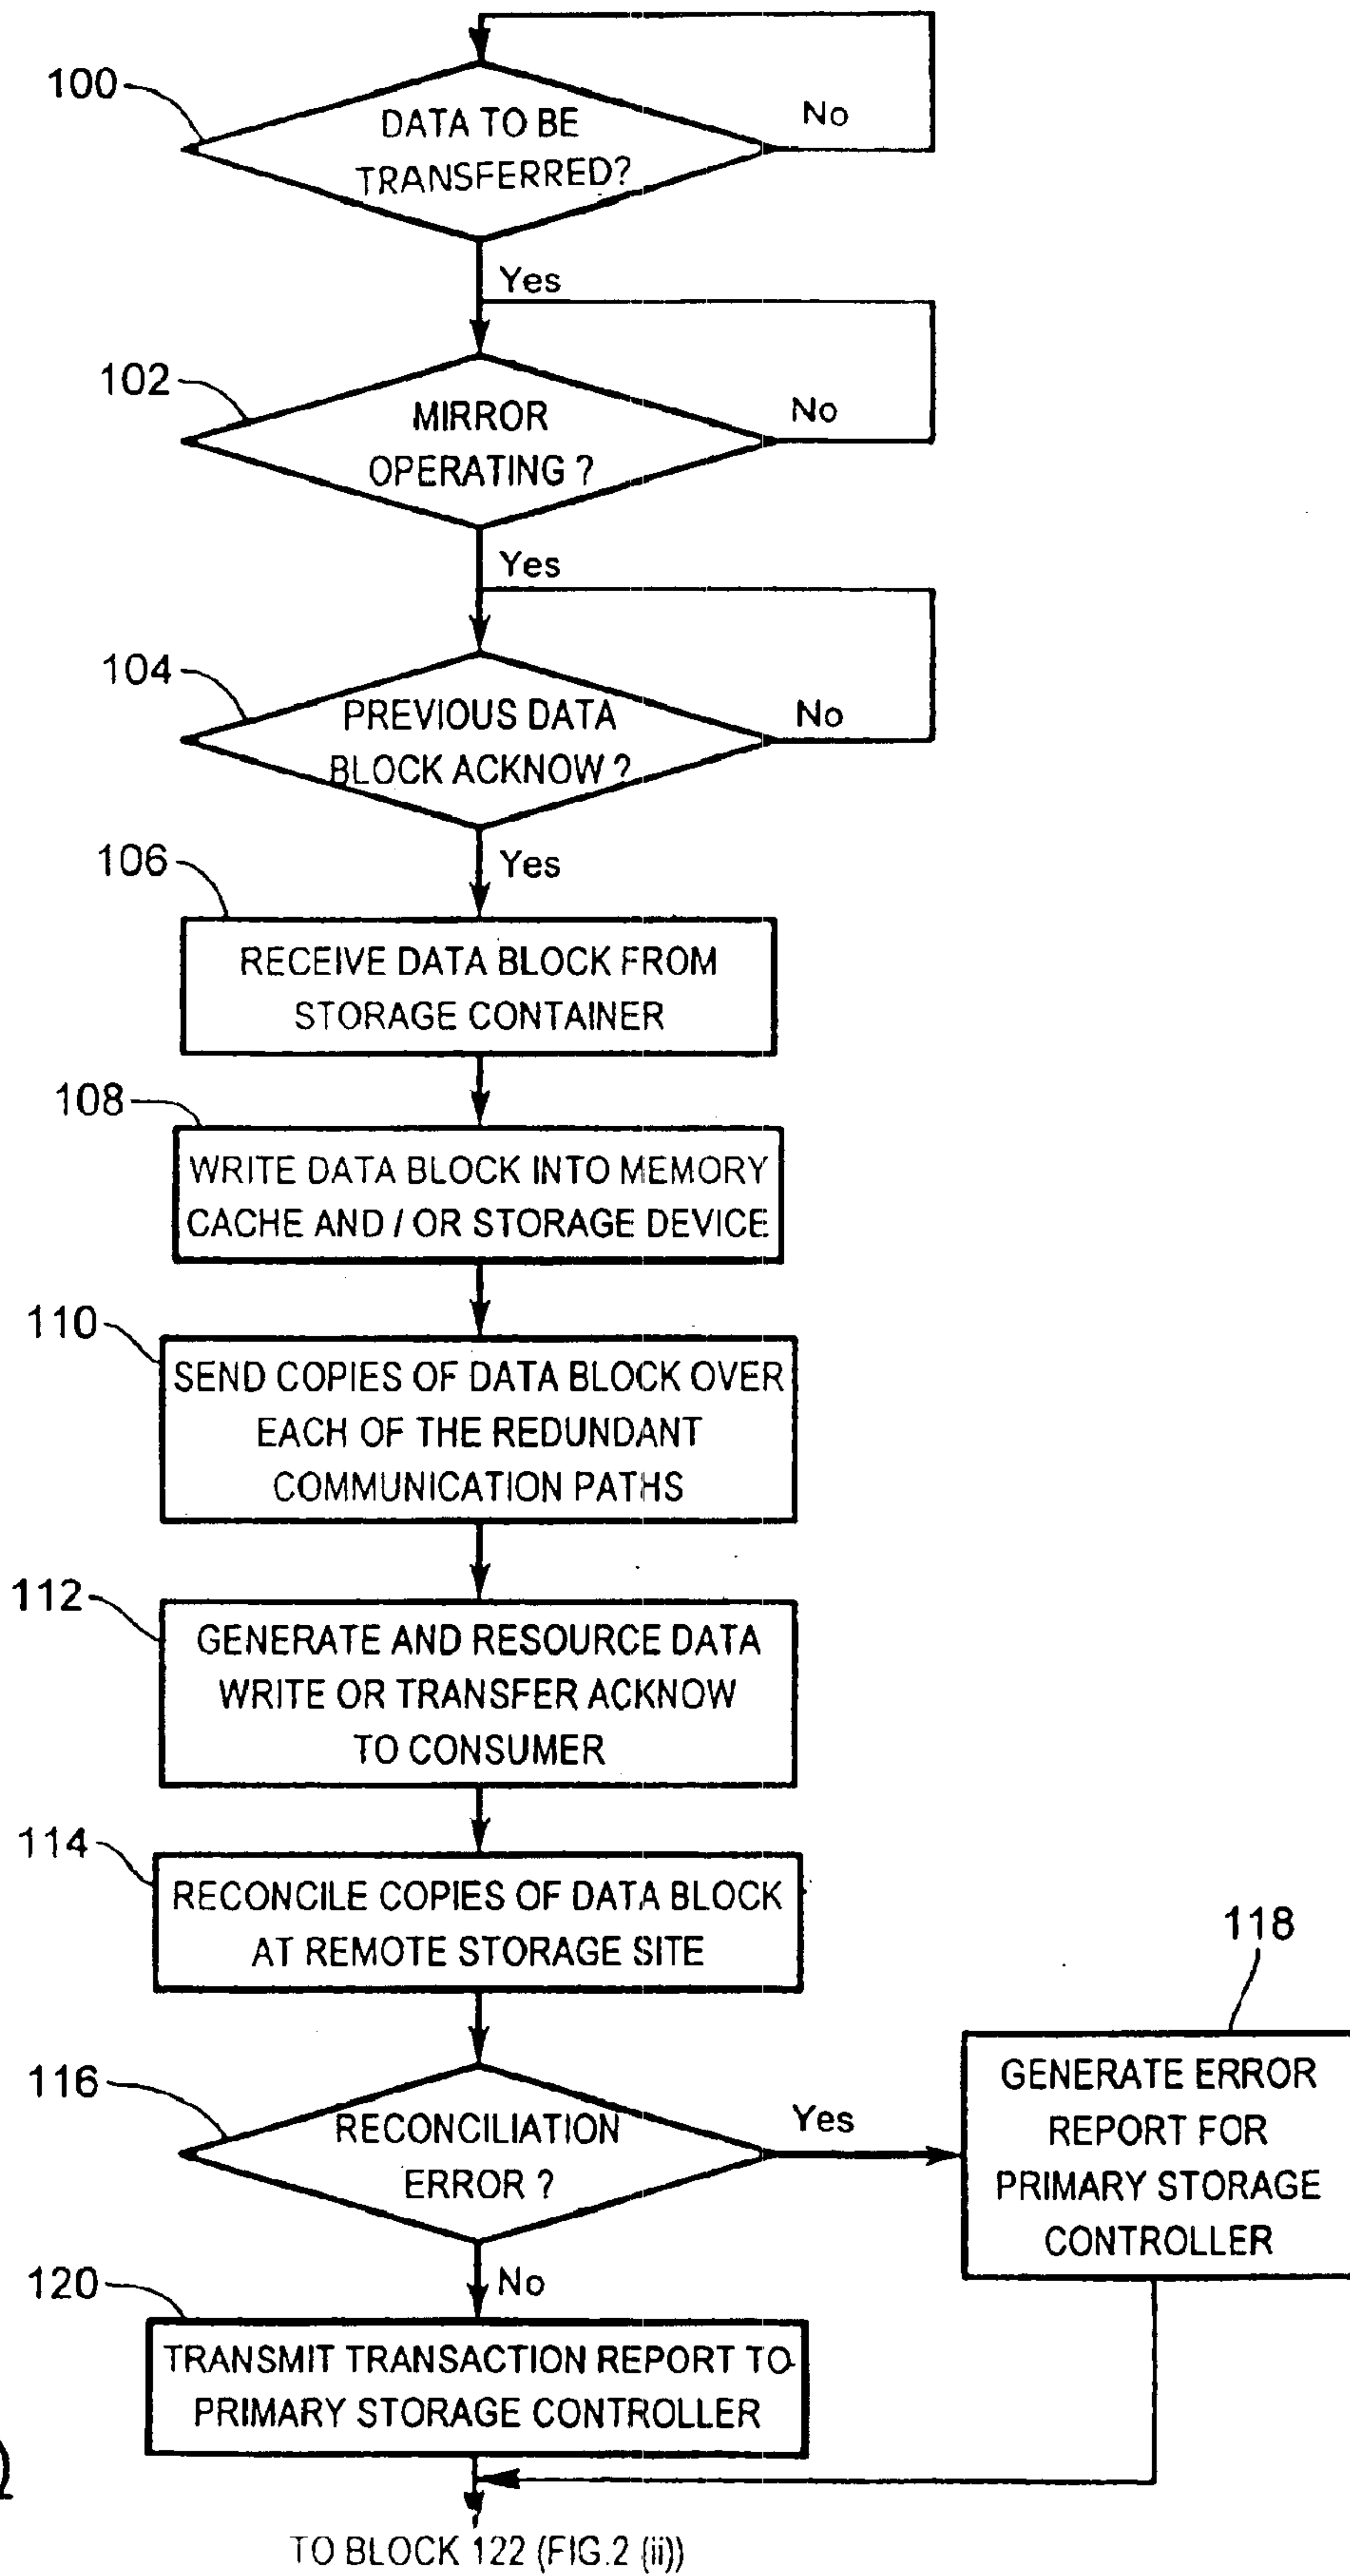 100
DATA TO BE
TRANSFERRED?
No
Yes
102
MIRROR
OPERATING ?
No
Yes
104
PREVIOUS DATA
BLOCK ACKNOW ?
No
Yes
106
RECEIVE DATA BLOCK FROM
STORAGE CONTAINER
108
WRITE DATA BLOCK INTO MEMORY
CACHE AND / OR STORAGE DEVICE
110
SEND COPIES OF DATA BLOCK OVER
EACH OF THE REDUNDANT
COMMUNICATION PATHS
112
GENERATE AND RESOURCE DATA
WRITE OR TRANSFER ACKNOW
TO CONSUMER
114
RECONCILE COPIES OF DATA BLOCK
AT REMOTE STORAGE SITE
116
RECONCILIATION
ERROR ?
Yes
118
GENERATE ERROR
REPORT FOR
PRIMARY STORAGE
CONTROLLER
No
120
TRANSMIT TRANSACTION REPORT TO
PRIMARY STORAGE CONTROLLER
TO BLOCK 122 (FIG.2 (ii))